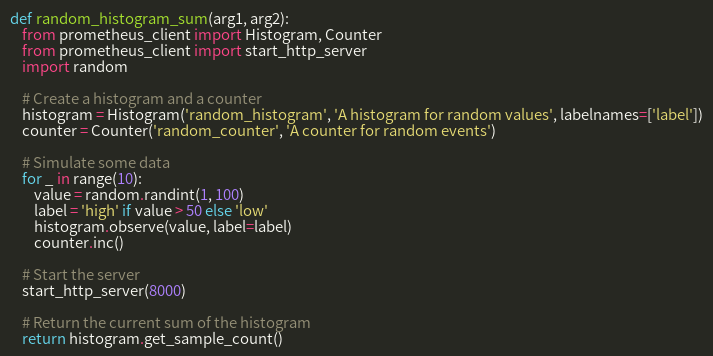 def random_histogram_sum(arg1, arg2):
    from prometheus_client import Histogram, Counter
    from prometheus_client import start_http_server
    import random

    # Create a histogram and a counter
    histogram = Histogram('random_histogram', 'A histogram for random values', labelnames=['label'])
    counter = Counter('random_counter', 'A counter for random events')

    # Simulate some data
    for _ in range(10):
        value = random.randint(1, 100)
        label = 'high' if value > 50 else 'low'
        histogram.observe(value, label=label)
        counter.inc()

    # Start the server
    start_http_server(8000)

    # Return the current sum of the histogram
    return histogram.get_sample_count()